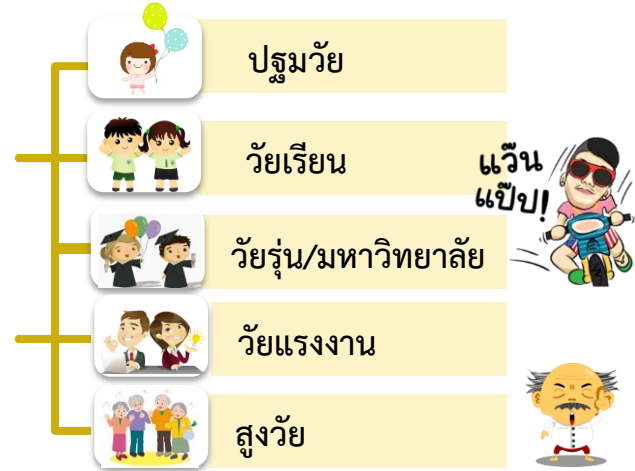 ปฐมวัย
วัยเรียน
แว๊น
แป๊ป!
วัยรุ่น/มหาวิทยาลัย
วัยแรงงาน
สูงวัย